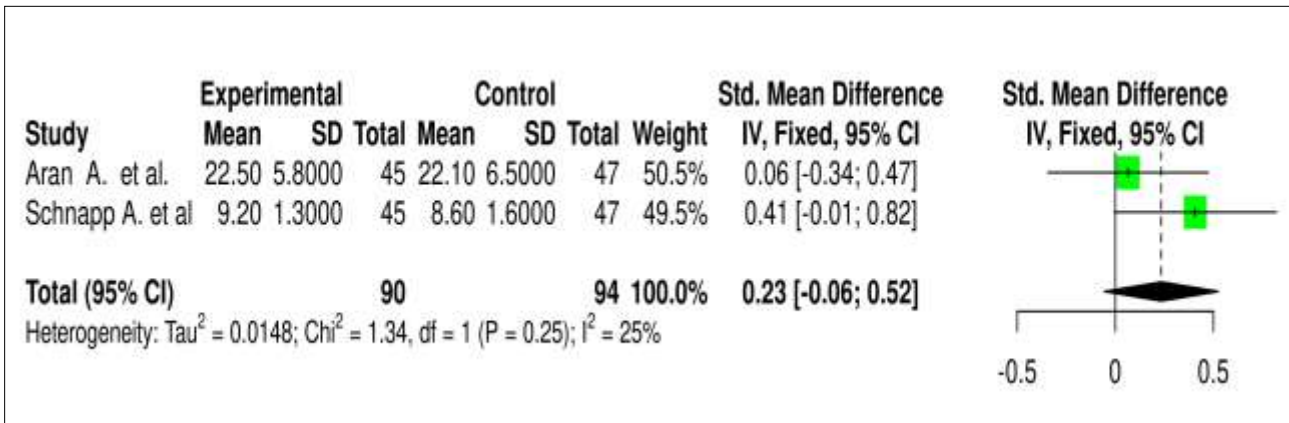 Experimental Control Std. Mean Difference Std. Mean Difference
Study Mean SD Total Mean SD Total Weight IV, Fixed, 95% CI IV, Fixed, 95% CI
Aran A. et al. 22.50 5.8000 45 22.10 6.5000 47 50.5% 0.06 [-0.34; 0.47]
Schnapp A. et al 9.20 1.3000 45 8.60 1.6000 47 49.5% 0.41 [-0.01; 0.82]
Total (95% CI) 90 94 100.0% 0.23 [-0.06; 0.52]
Heterogeneity: Tau² = 0.0148; Chi² = 1.34, df = 1 (P = 0.25); I² = 25%
-0.5 0 0.5